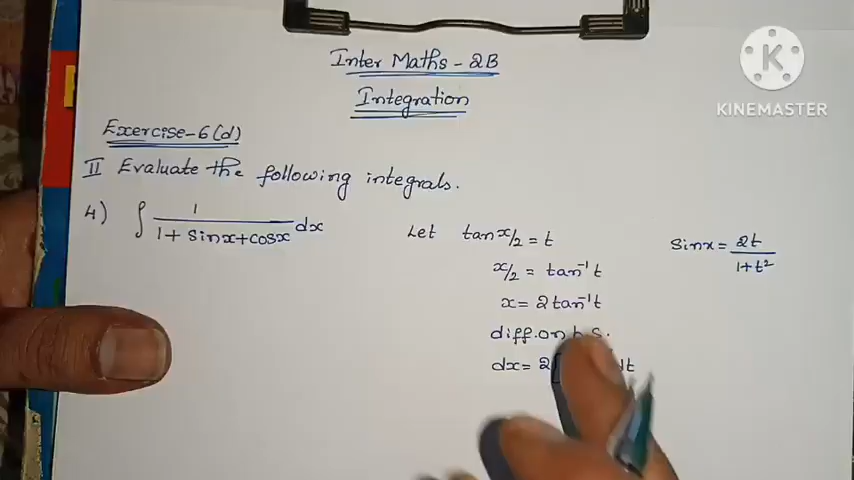 Inter Maths - 2B
Integration
Exercise-6(d)
II Evaluate the following integrals.
4) ∫ 1/(1+sinx+cosx) dx
Let tan x/2 = t
x/2 = tan⁻¹t
x = 2tan⁻¹t
diff.on b.s.
dx= 2 dt
sinx = 2t/(1+t²)
K
KINEMASTER